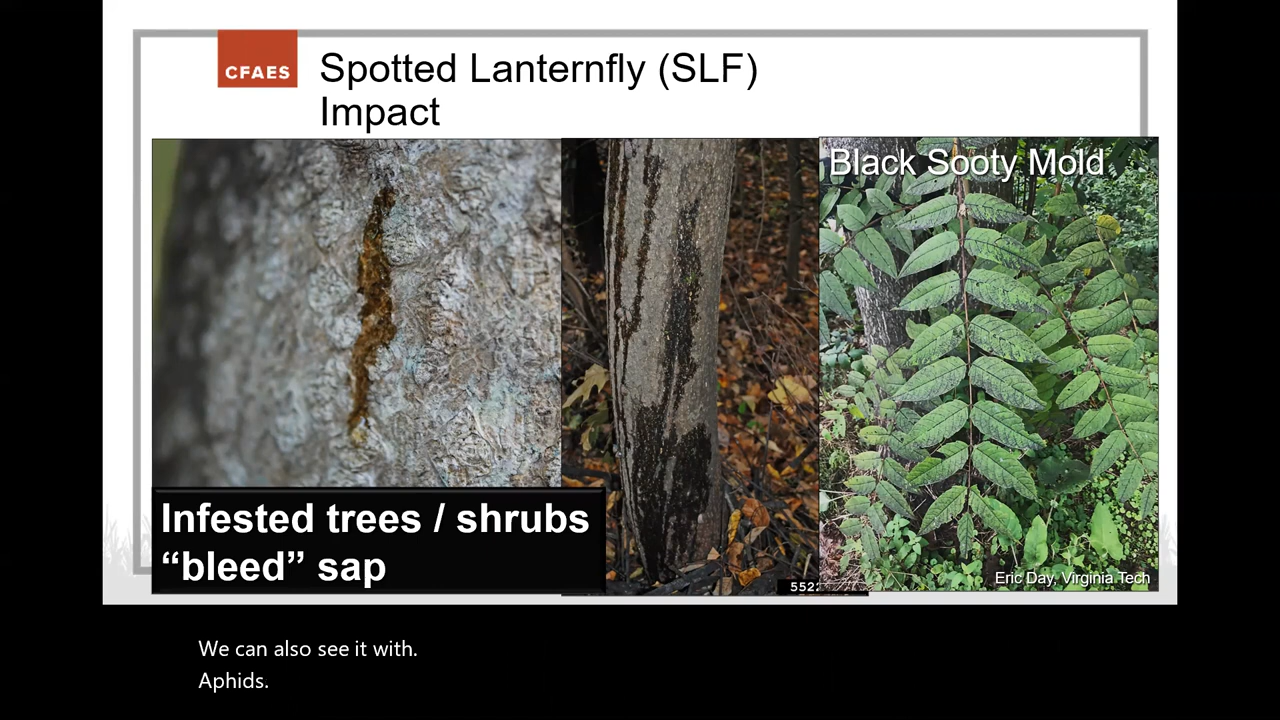 CFAES
Spotted Lanternfly (SLF)
Impact
Black Sooty Mold
Infested trees / shrubs
“bleed” sap
5522
Eric Day, Virginia Tech
We can also see it with.
Aphids.